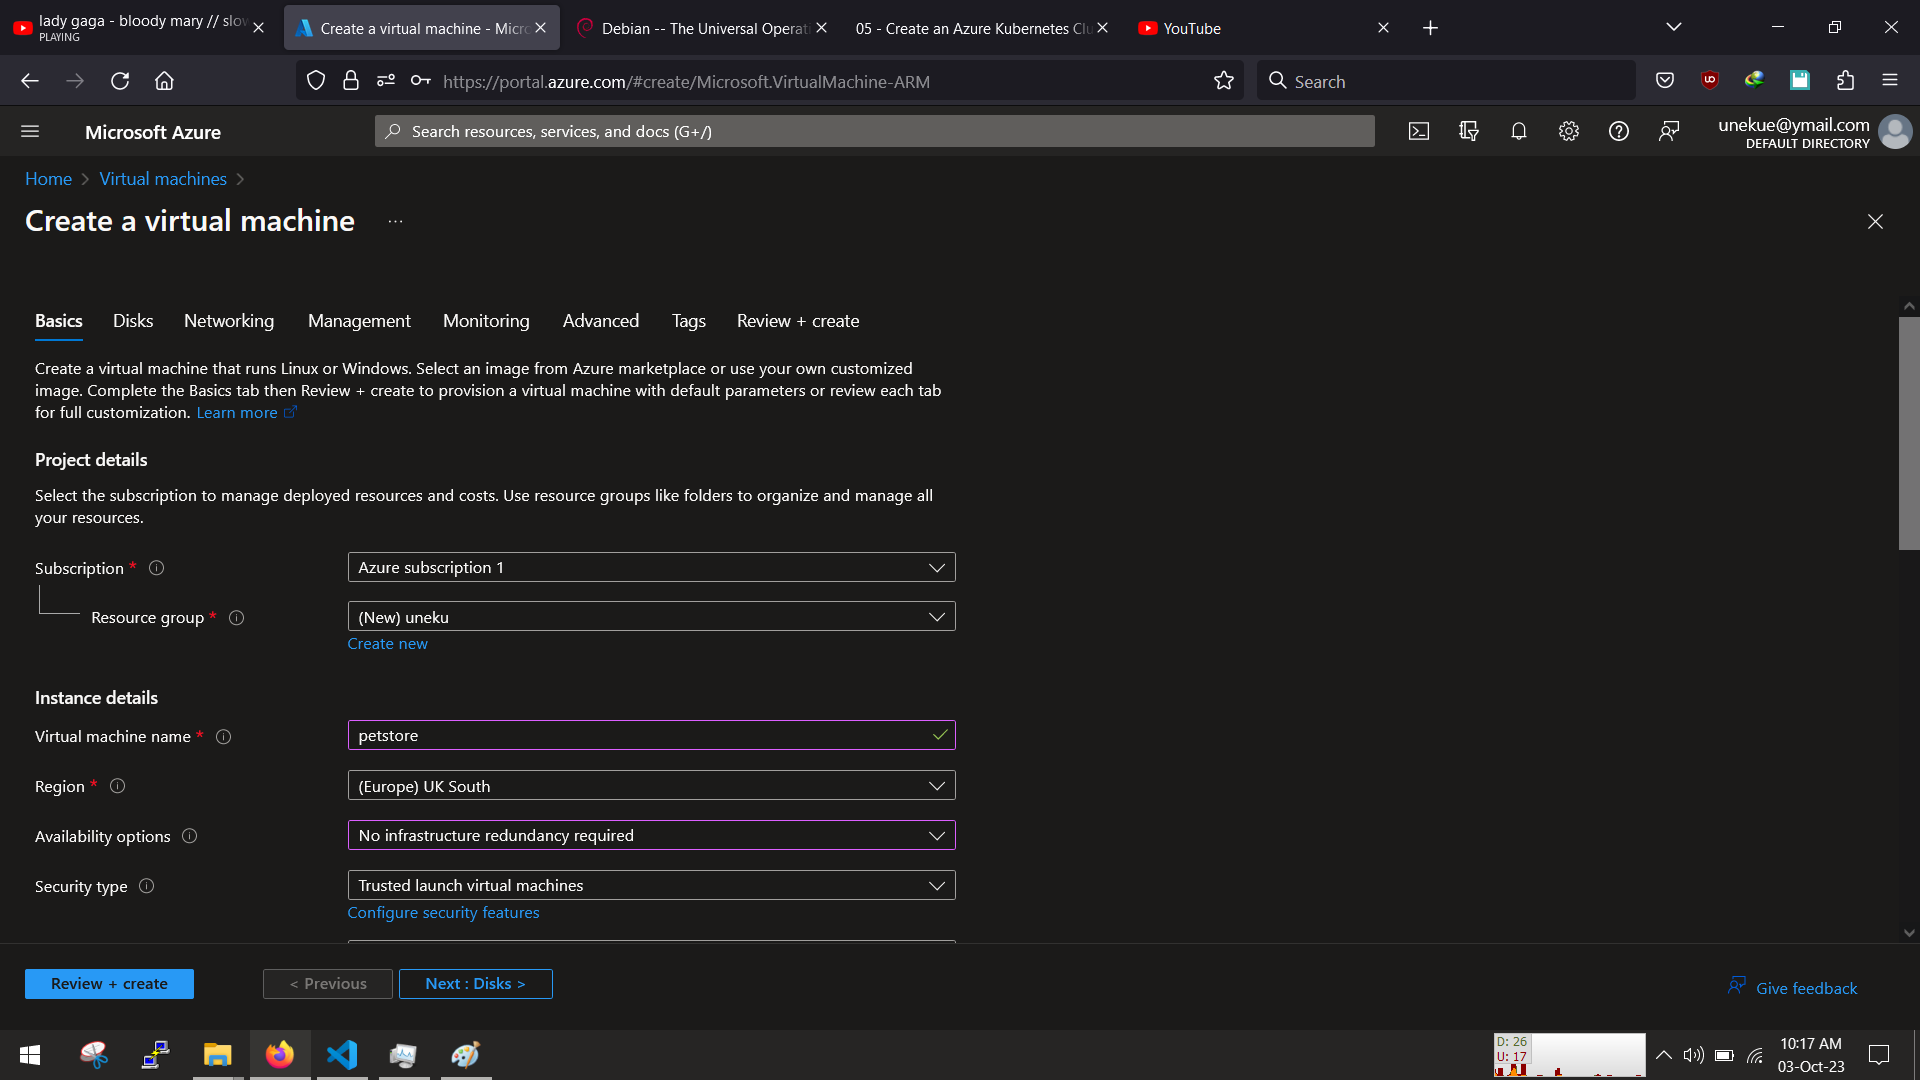 lady gaga - bloody mary // slow
PLAYING
Create a virtual machine - Micro
Debian -- The Universal Operati
05 - Create an Azure Kubernetes Clu
YouTube
https://portal.azure.com/#create/Microsoft.VirtualMachine-ARM
Search
Microsoft Azure
Search resources, services, and docs (G+/)
unekue@ymail.com
DEFAULT DIRECTORY
Home > Virtual machines >
Create a virtual machine ...
Basics Disks Networking Management Monitoring Advanced Tags Review + create
Create a virtual machine that runs Linux or Windows. Select an image from Azure marketplace or use your own customized
image. Complete the Basics tab then Review + create to provision a virtual machine with default parameters or review each tab
for full customization. Learn more
Project details
Select the subscription to manage deployed resources and costs. Use resource groups like folders to organize and manage all
your resources.
Subscription *
Azure subscription 1
Resource group *
(New) uneku
Create new
Instance details
Virtual machine name *
petstore
Region *
(Europe) UK South
Availability options
No infrastructure redundancy required
Security type
Trusted launch virtual machines
Configure security features
Review + create
< Previous
Next : Disks >
Give feedback
D: 26
U: 17
10:17 AM
03-Oct-23